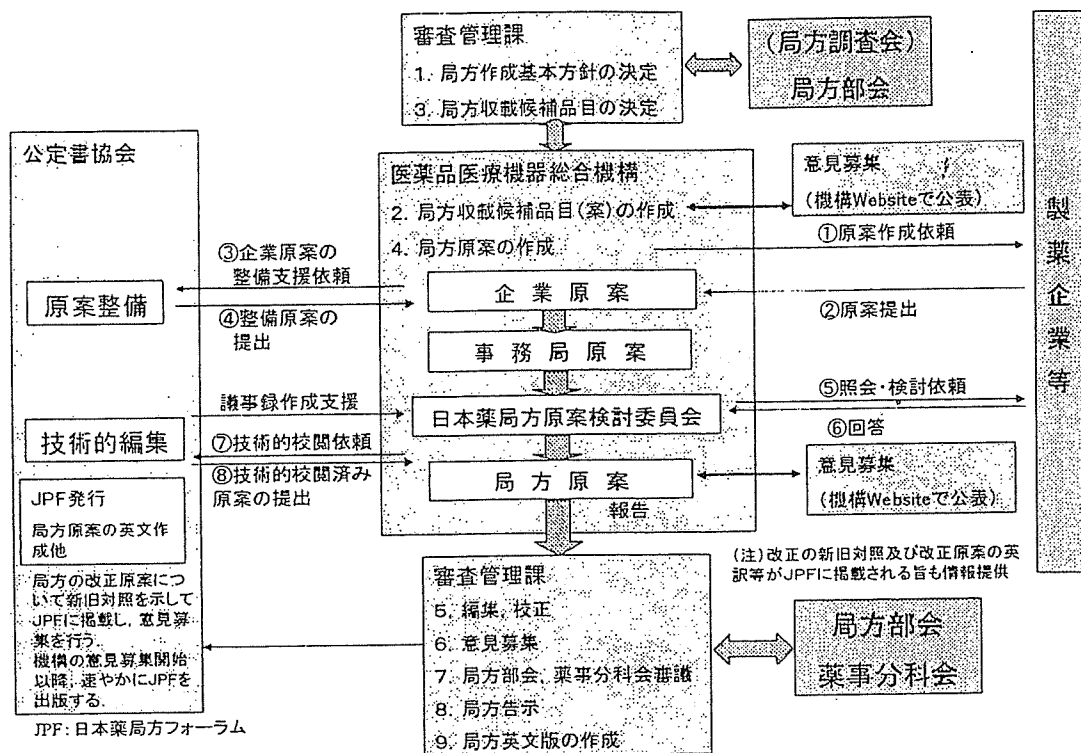 審査管理課
1. 局方作成基本方針の決定
3. 局方収載候補品目の決定
(局方調査会)
局方部会
製薬企業等
公定書協会
医薬品医療機器総合機構
2. 局方収載候補品目(案)の作成
4. 局方原案の作成
意見募集
(機構Websiteで公表)
①原案作成依頼
③企業原案の
整備支援依頼
原案整備
④整備原案の
提出
企業原案
②原案提出
事務局原案
議事録作成支援
日本薬局方原案検討委員会
⑤照会・検討依頼
⑥回答
技術的編集
⑦技術的校閲依頼
⑧技術的校閲済み
原案の提出
局方原案
報告
意見募集
(機構Websiteで公表)
JPF発行
局方原案の英文作
成他
局方の改正原案につ
いて新旧対照を示して
JPFに掲載し, 意見募
集を行う.
機構の意見募集開始
以降, 速やかにJPFを
出版する.
JPF:日本薬局方フォーラム
(注)改正の新旧対照及び改正原案の英
訳等がJPFに掲載される旨も情報提供
審査管理課
5. 編集, 校正
6. 意見募集
7. 局方部会, 薬事分科会審議
8. 局方告示
9. 局方英文版の作成
局方部会
薬事分科会